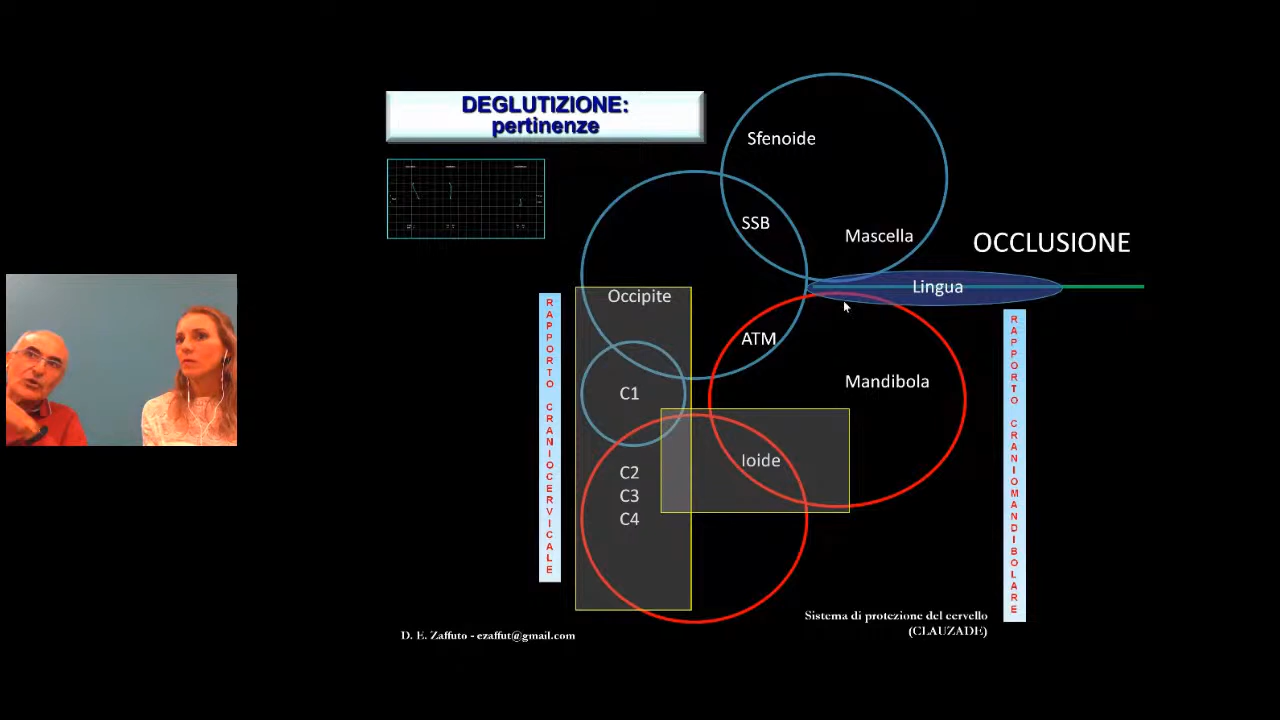 DEGLUTIZIONE:
pertinenze
Sfenoide
SSB
Mascella
OCCLUSIONE
Lingua
Occipite
ATM
Mandibola
C1
Ioide
C2
C3
C4
RAPPORTO CRANIOCERVICALE
RAPPORTO CRANIOMANDIBOLARE
Sistema di protezione del cervello
(CLAUZADE)
D. E. Zaffuto - ezaffut@gmail.com